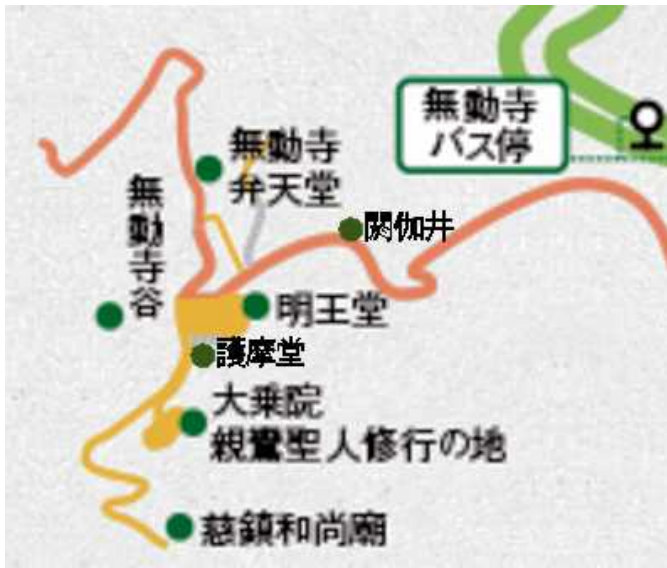 無動寺
バス停
無動寺
弁天堂
閼伽井
無動寺谷
明王堂
護摩堂
大乗院
親鸞聖人修行の地
慈鎮和尚廟